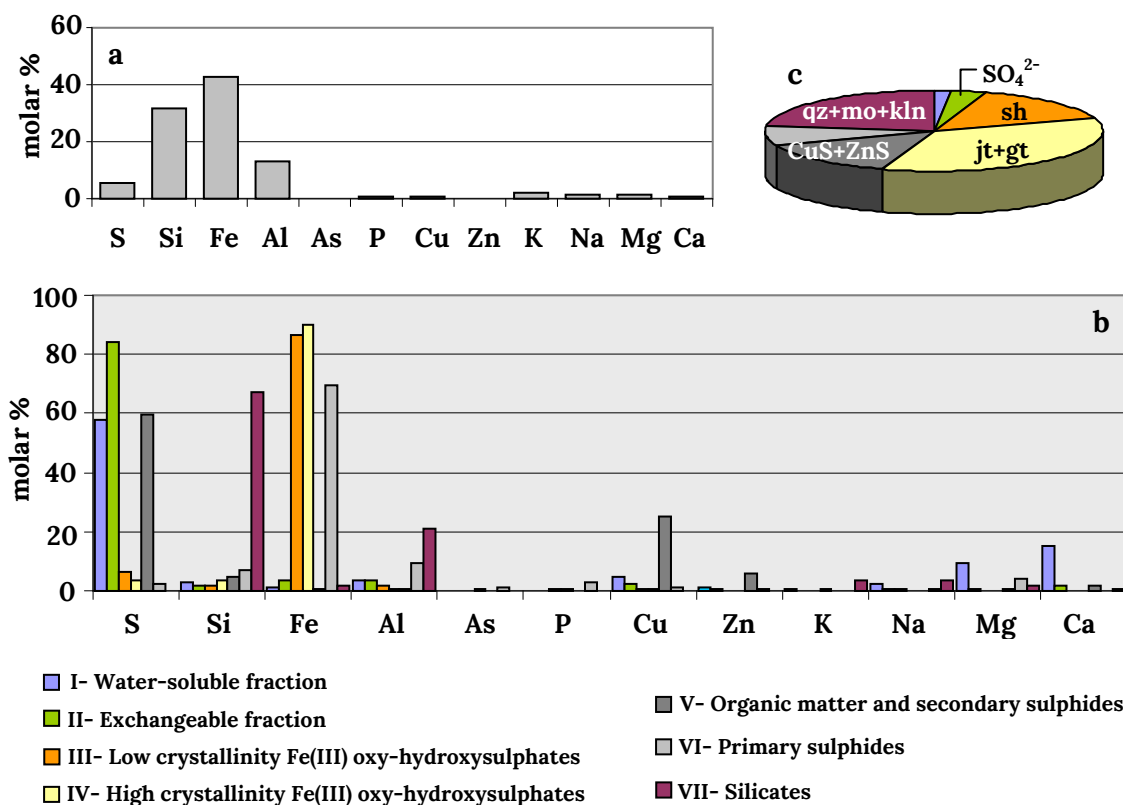 a
molar %
60
40
20
0
S Si Fe Al As P Cu Zn K Na Mg Ca
c
SO₄²⁻
qz+mo+kln
sh
CuS+ZnS
jt+gt
b
molar %
100
80
60
40
20
0
S Si Fe Al As P Cu Zn K Na Mg Ca
I- Water-soluble fraction
II- Exchangeable fraction
III- Low crystallinity Fe(III) oxy-hydroxysulphates
IV- High crystallinity Fe(III) oxy-hydroxysulphates
V- Organic matter and secondary sulphides
VI- Primary sulphides
VII- Silicates